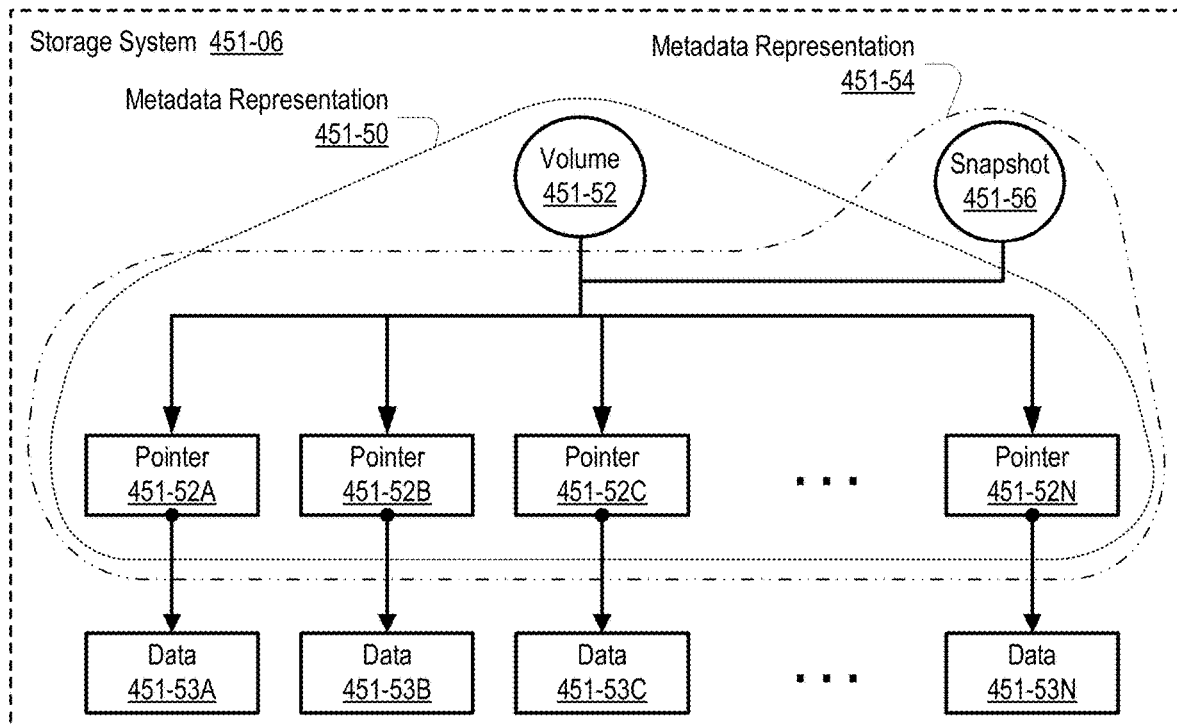 Storage System 451-06
Metadata Representation
451-54
Metadata Representation
451-50
Volume
451-52
Snapshot
451-56
Pointer
451-52A
Pointer
451-52B
Pointer
451-52C
. . .
Pointer
451-52N
Data
451-53A
Data
451-53B
Data
451-53C
. . .
Data
451-53N